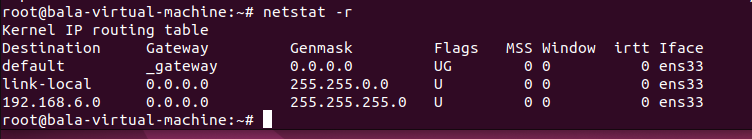 root@bala-virtual-machine:~# netstat -r
Kernel IP routing table
Destination     Gateway         Genmask         Flags   MSS Window  irtt Iface
default         _gateway        0.0.0.0         UG        0 0          0 ens33
link-local      0.0.0.0         255.255.0.0     U         0 0          0 ens33
192.168.6.0     0.0.0.0         255.255.255.0   U         0 0          0 ens33
root@bala-virtual-machine:~#